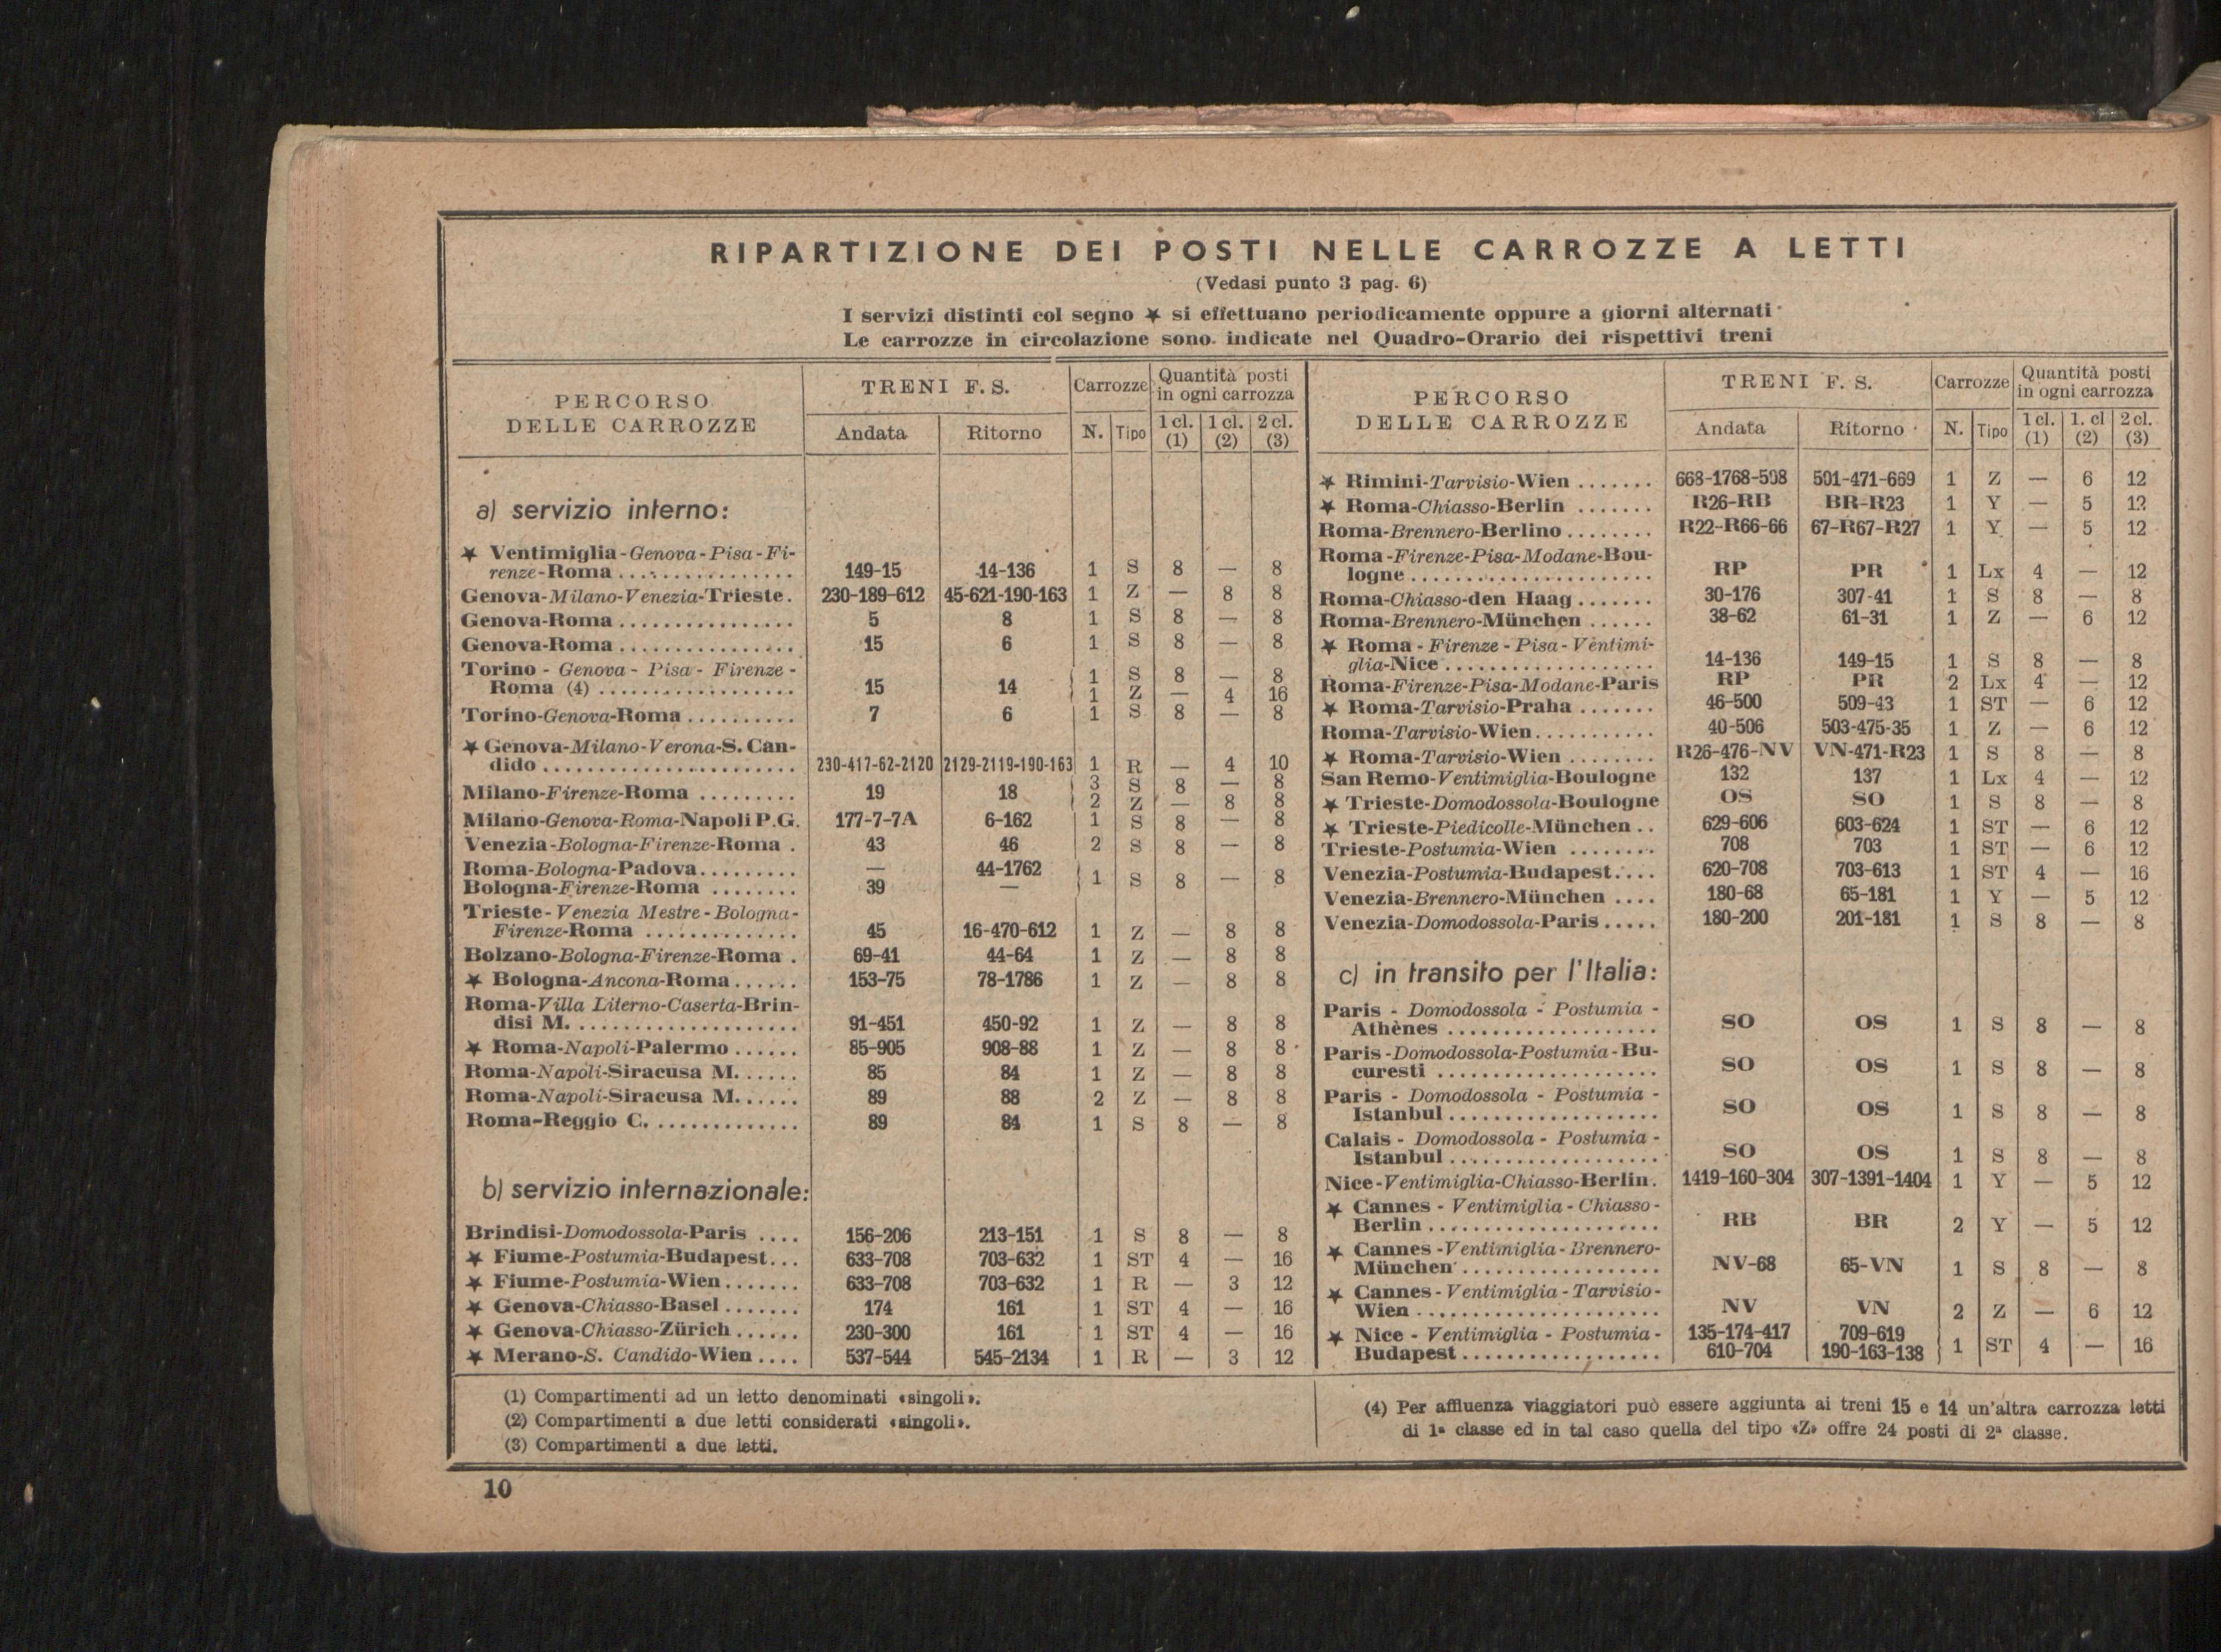 RIPARTIZIONE DEI POSTI NELLE CARROZZE A LETTI
(Vedasi punto 3 pag. 6)
I servizi distinti col segno ★ si effettuano periodicamente oppure a giorni alternati
Le carrozze in circolazione sono indicate nel Quadro-Orario dei rispettivi treni
PERCORSO DELLE CARROZZE | TRENI F. S. | Carrozze | Quantità posti in ogni carrozza
Andata | Ritorno | N. | Tipo | 1 cl. (1) | 1 cl. (2) | 2 cl. (3)
a) servizio interno:
★ Ventimiglia-Genova-Pisa-Fi-
renze-Roma ............... 149-15 14-136 1 S 8 — 8
Genova-Milano-Venezia-Trieste. 230-189-612 45-621-190-163 1 Z — 8 8
Genova-Roma ............... 5 8 1 S 8 — 8
Genova-Roma ............... 15 6 1 S 8 — 8
Torino - Genova - Pisa - Firenze - 1 S 8 — 8
Roma (4) .................. 15 14 1 Z — 4 16
Torino-Genova-Roma .......... 7 6 1 S 8 — 8
★ Genova-Milano-Verona-S. Can-
dido ...................... 230-417-62-2120 2129-2119-190-163 1 R — 4 10
Milano-Firenze-Roma ......... 19 18 3 S 8 — 8
2 Z — 8 8
Milano-Genova-Roma-Napoli P.G. 177-7-7A 6-162 1 S 8 — 8
Venezia-Bologna-Firenze-Roma . 43 46 2 S 8 — 8
Roma-Bologna-Padova ......... — 44-1762
Bologna-Firenze-Roma ........ 39 — 1 S 8 — 8
Trieste-Venezia Mestre-Bologna-
Firenze-Roma .............. 45 16-470-612 1 Z — 8 8
Bolzano-Bologna-Firenze-Roma . 69-41 44-64 1 Z — 8 8
★ Bologna-Ancona-Roma ...... 153-75 78-1786 1 Z — 8 8
Roma-Villa Literno-Caserta-Brin-
disi M. .................... 91-451 450-92 1 Z — 8 8
★ Roma-Napoli-Palermo ...... 85-905 908-88 1 Z — 8 8
Roma-Napoli-Siracusa M. ..... 85 84 1 Z — 8 8
Roma-Napoli-Siracusa M. ..... 89 88 2 Z — 8 8
Roma-Reggio C. ............. 89 84 1 S 8 — 8
b) servizio internazionale:
Brindisi-Domodossola-Paris .... 156-206 213-151 1 S 8 — 8
★ Fiume-Postumia-Budapest ... 633-708 703-632 1 ST 4 — 16
★ Fiume-Postumia-Wien ....... 633-708 703-632 1 R — 3 12
★ Genova-Chiasso-Basel ....... 174 161 1 ST 4 — 16
★ Genova-Chiasso-Zürich ...... 230-300 161 1 ST 4 — 16
★ Merano-S. Candido-Wien .... 537-544 545-2134 1 R — 3 12
PERCORSO DELLE CARROZZE | TRENI F. S. | Carrozze | Quantità posti in ogni carrozza
Andata | Ritorno | N. | Tipo | 1 cl. (1) | 1. cl (2) | 2 cl. (3)
★ Rimini-Tarvisio-Wien ....... 668-1768-508 501-471-669 1 Z — 6 12
★ Roma-Chiasso-Berlin ....... R26-RB BR-R23 1 Y — 5 12
Roma-Brennero-Berlino ........ R22-R66-66 67-R67-R27 1 Y — 5 12
Roma-Firenze-Pisa-Modane-Bou-
logne ...................... RP PR 1 Lx 4 — 12
Roma-Chiasso-den Haag ....... 30-176 307-41 1 S 8 — 8
Roma-Brennero-München ...... 38-62 61-31 1 Z — 6 12
★ Roma - Firenze - Pisa - Ventimi-
glia-Nice ................... 14-136 149-15 1 S 8 — 8
Roma-Firenze-Pisa-Modane-Paris RP PR 2 Lx 4 — 12
★ Roma-Tarvisio-Praha ....... 46-500 509-43 1 ST — 6 12
Roma-Tarvisio-Wien ........... 40-506 503-475-35 1 Z — 6 12
★ Roma-Tarvisio-Wien ........ R26-476-NV VN-471-R23 1 S 8 — 8
San Remo-Ventimiglia-Boulogne 132 137 1 Lx 4 — 12
★ Trieste-Domodossola-Boulogne OS SO 1 S 8 — 8
★ Trieste-Piedicolle-München .. 629-606 603-624 1 ST — 6 12
Trieste-Postumia-Wien ........ 708 703 1 ST — 6 12
Venezia-Postumia-Budapest .... 620-708 703-613 1 ST 4 — 16
Venezia-Brennero-München .... 180-68 65-181 1 Y — 5 12
Venezia-Domodossola-Paris ..... 180-200 201-181 1 S 8 — 8
c) in transito per l'Italia:
Paris - Domodossola - Postumia -
Athènes ................... SO OS 1 S 8 — 8
Paris-Domodossola-Postumia-Bu-
curesti .................... SO OS 1 S 8 — 8
Paris - Domodossola - Postumia -
Istanbul ................... SO OS 1 S 8 — 8
Calais - Domodossola - Postumia -
Istanbul ................... SO OS 1 S 8 — 8
Nice-Ventimiglia-Chiasso-Berlin. 1419-160-304 307-1391-1404 1 Y — 5 12
★ Cannes - Ventimiglia - Chiasso-
Berlin ..................... RB BR 2 Y — 5 12
★ Cannes-Ventimiglia-Brennero-
München .................. NV-68 65-VN 1 S 8 — 8
★ Cannes-Ventimiglia-Tarvisio-
Wien ...................... NV VN 2 Z — 6 12
★ Nice - Ventimiglia - Postumia - 135-174-417 709-619
Budapest .................. 610-704 190-163-138 1 ST 4 — 16
(1) Compartimenti ad un letto denominati «singoli».
(2) Compartimenti a due letti considerati «singoli».
(3) Compartimenti a due letti.
(4) Per affluenza viaggiatori può essere aggiunta ai treni 15 e 14 un'altra carrozza letti
di 1ª classe ed in tal caso quella del tipo «Z» offre 24 posti di 2ª classe.
10